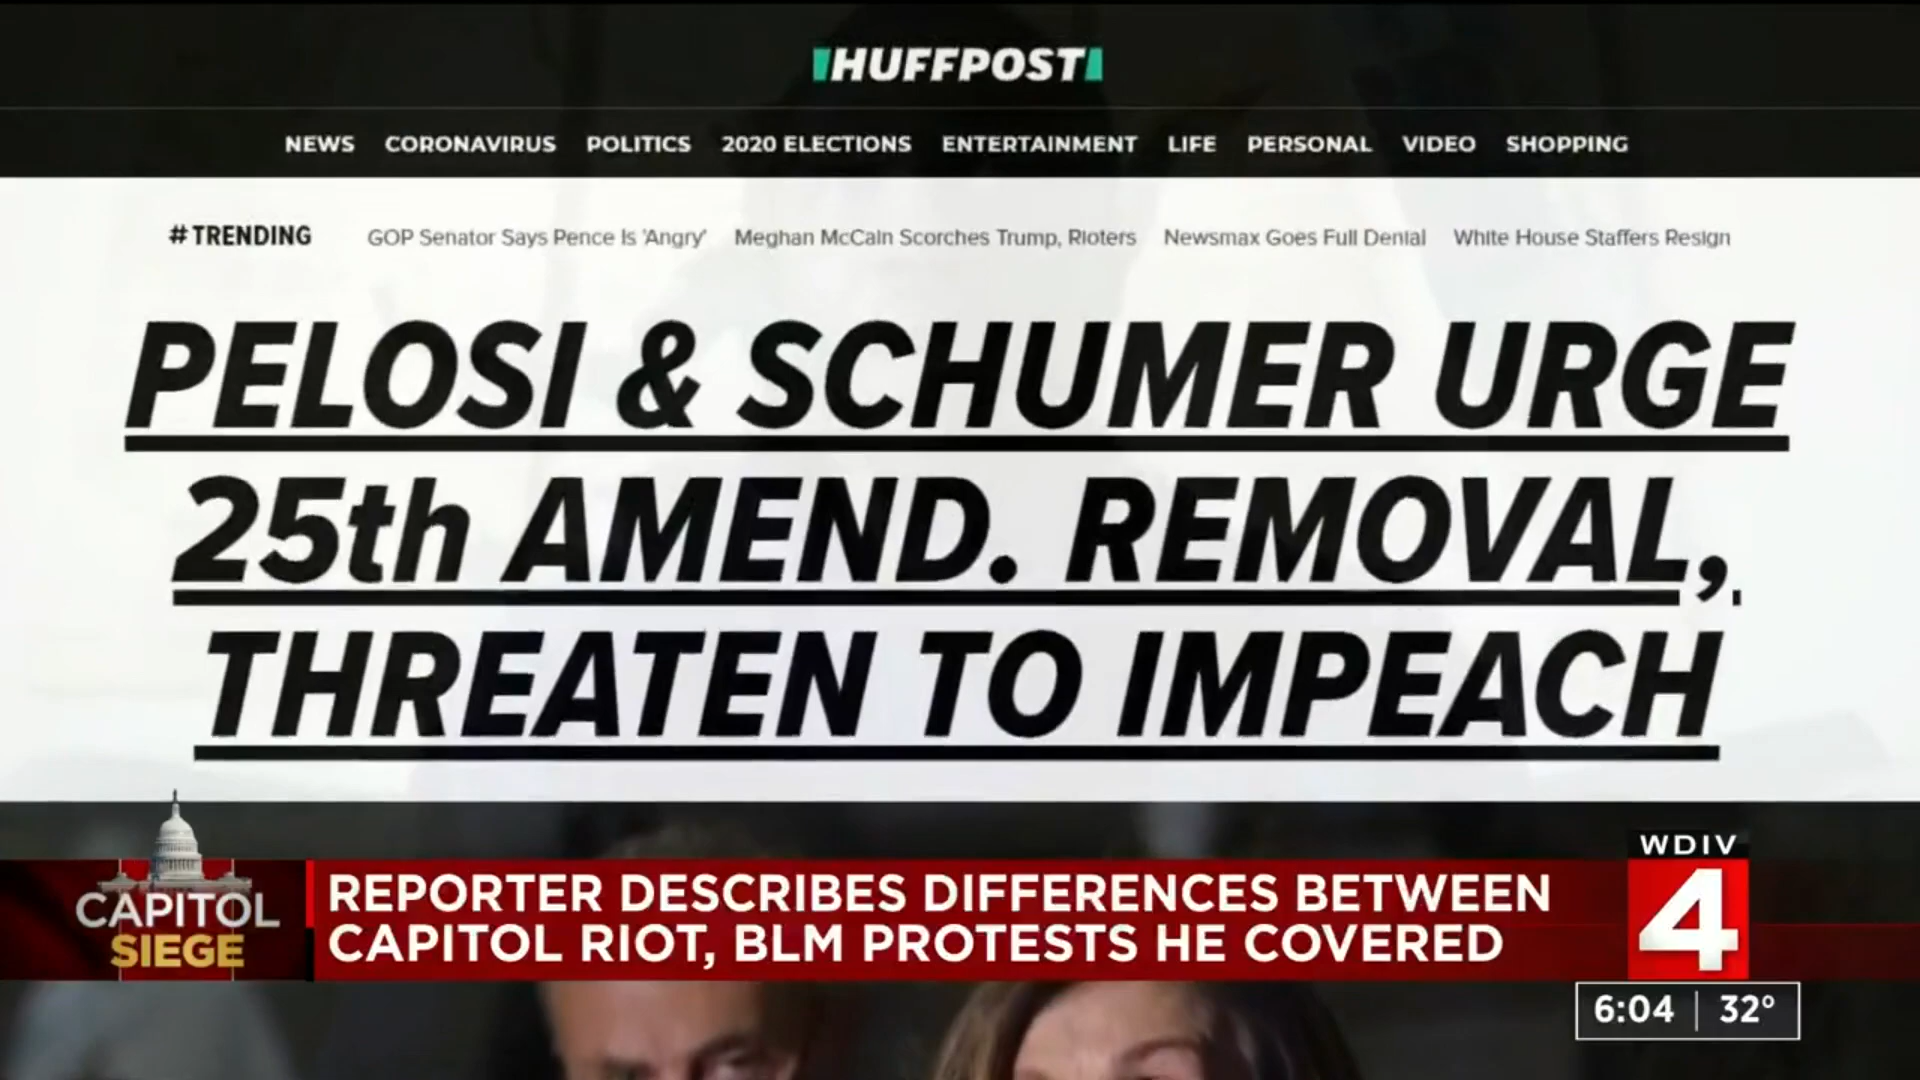 HUFFPOST
NEWS CORONAVIRUS POLITICS 2020 ELECTIONS ENTERTAINMENT LIFE PERSONAL VIDEO SHOPPING
#TRENDING GOP Senator Says Pence Is 'Angry' Meghan McCain Scorches Trump, Rioters Newsmax Goes Full Denial White House Staffers Resign
PELOSI & SCHUMER URGE
25th AMEND. REMOVAL,
THREATEN TO IMPEACH
CAPITOL
SIEGE
REPORTER DESCRIBES DIFFERENCES BETWEEN
CAPITOL RIOT, BLM PROTESTS HE COVERED
WDIV
4
6:04 32°